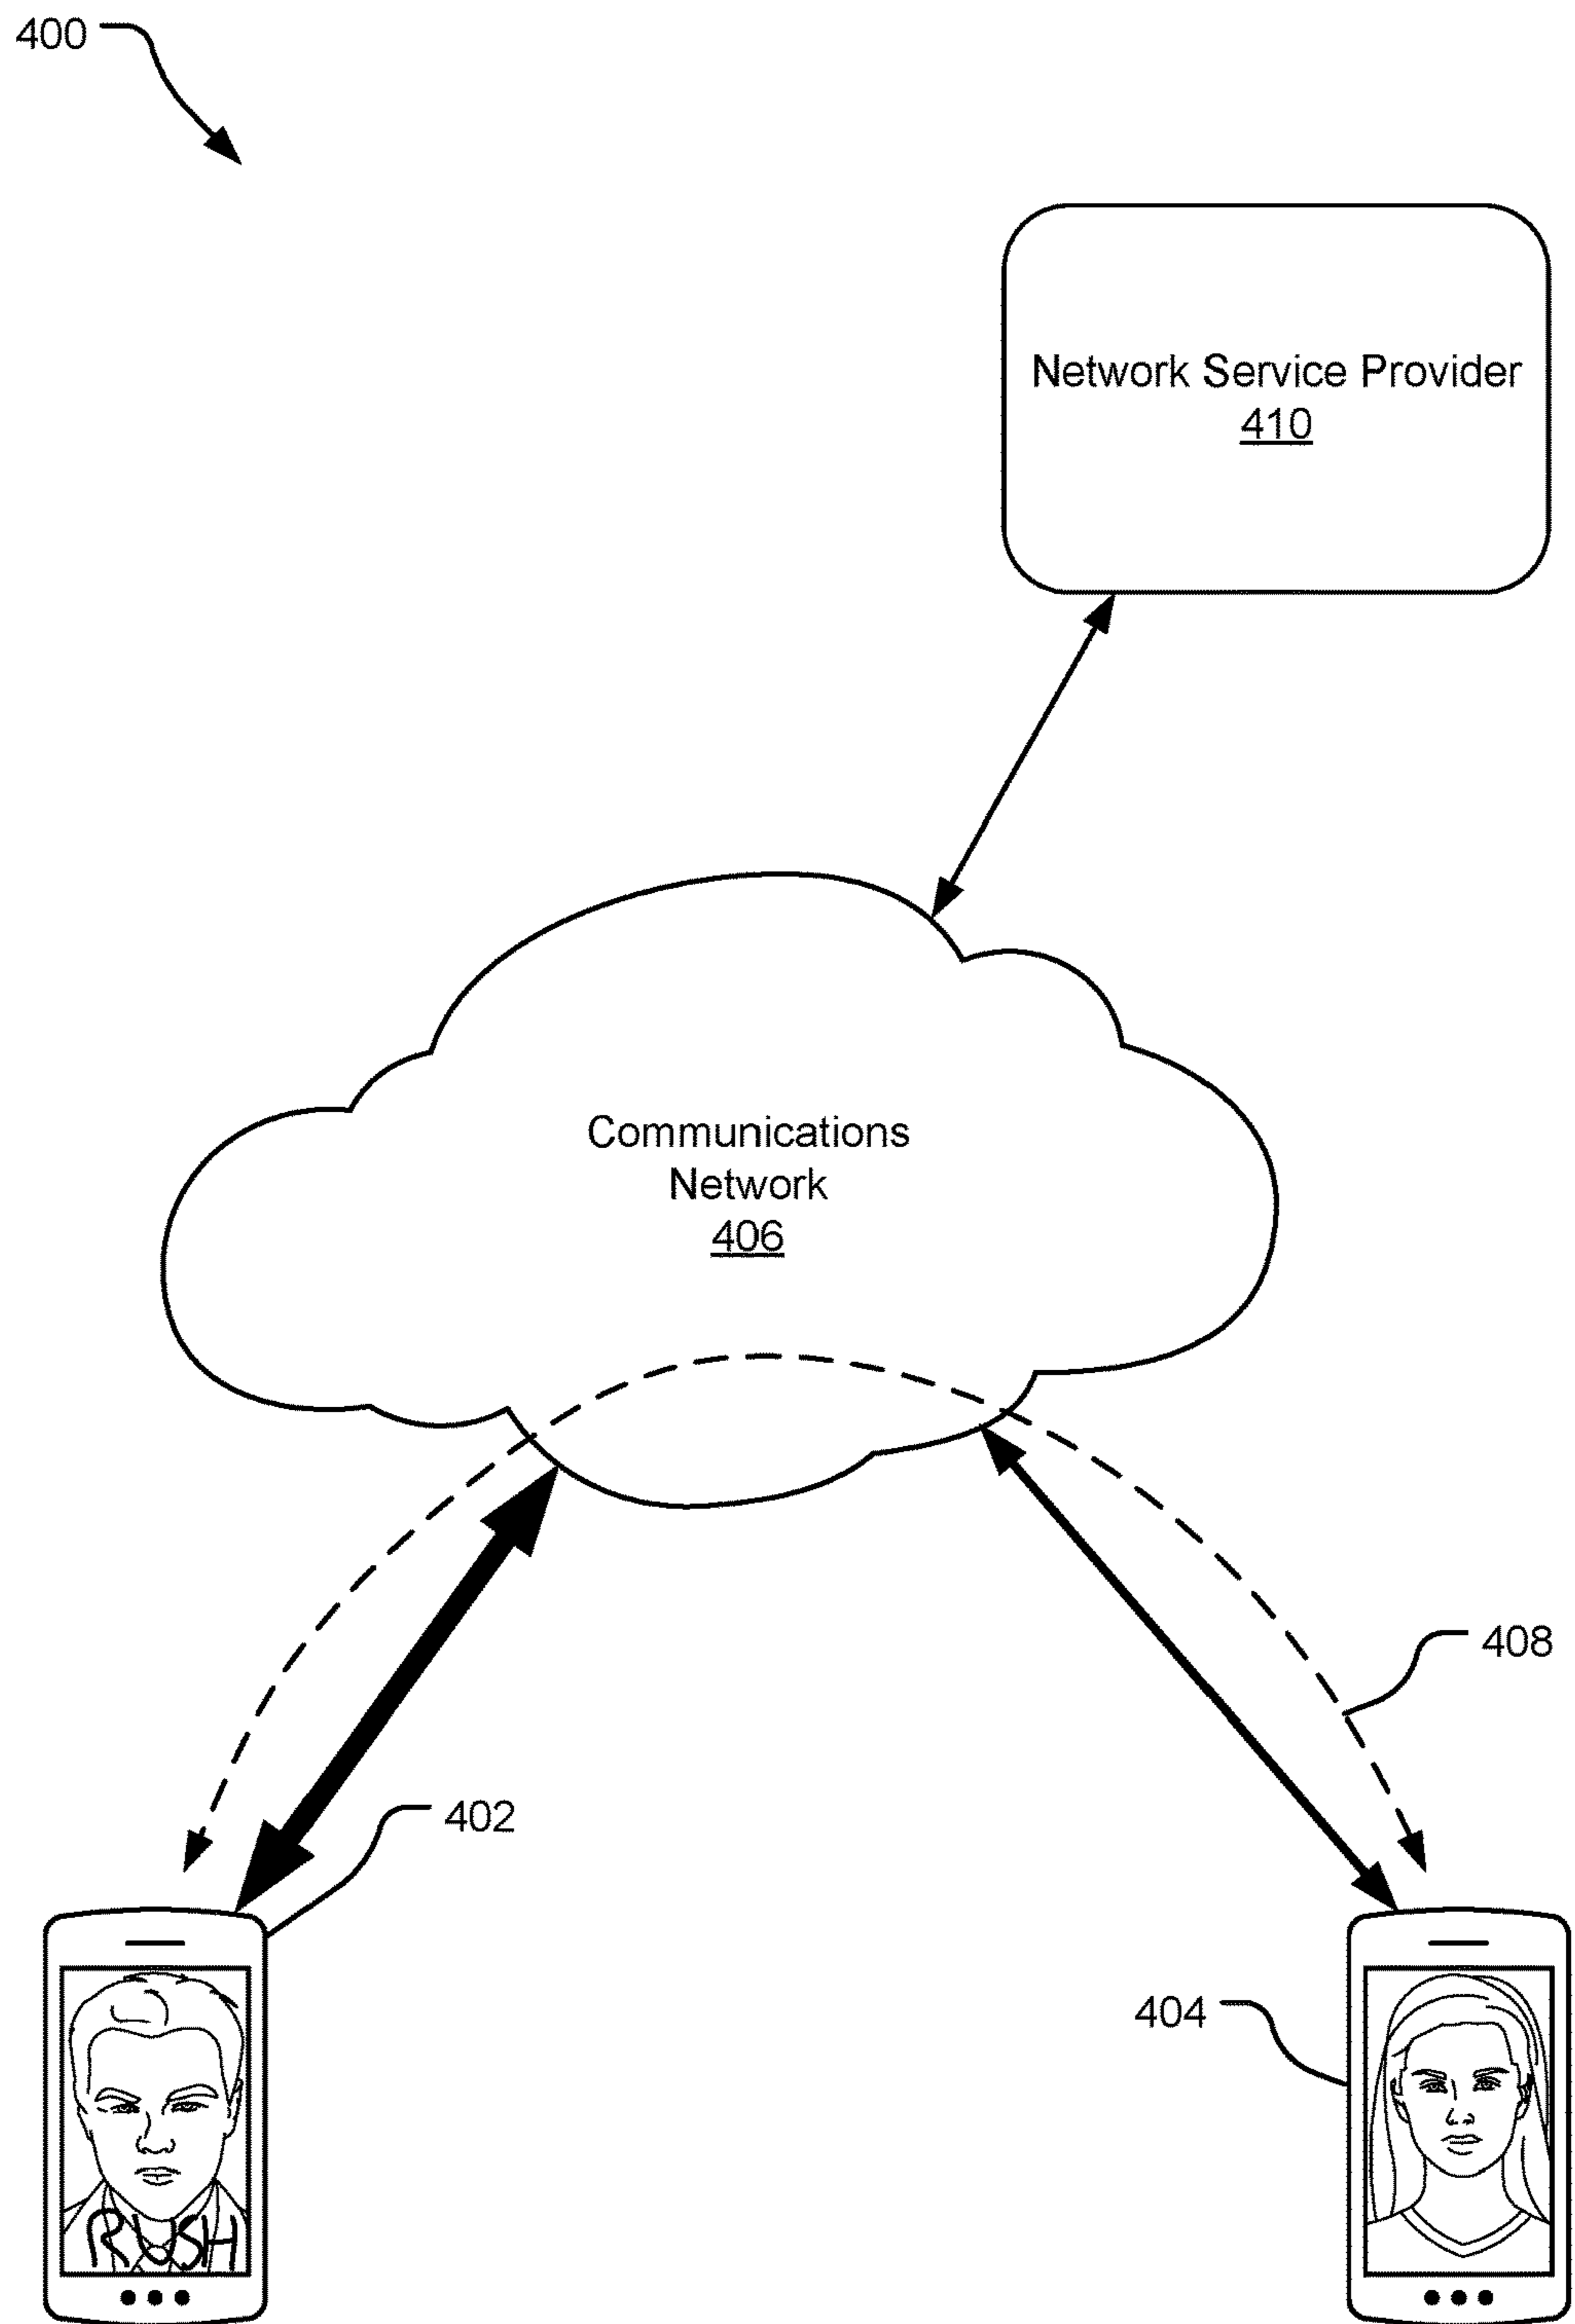 400
Network Service Provider
410
Communications
Network
406
408
402
404
RUSH